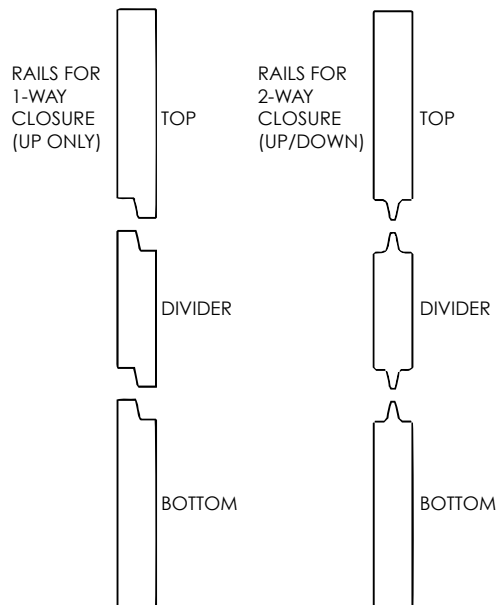 RAILS FOR
1-WAY
CLOSURE
(UP ONLY)
TOP
DIVIDER
BOTTOM
RAILS FOR
2-WAY
CLOSURE
(UP/DOWN)
TOP
DIVIDER
BOTTOM